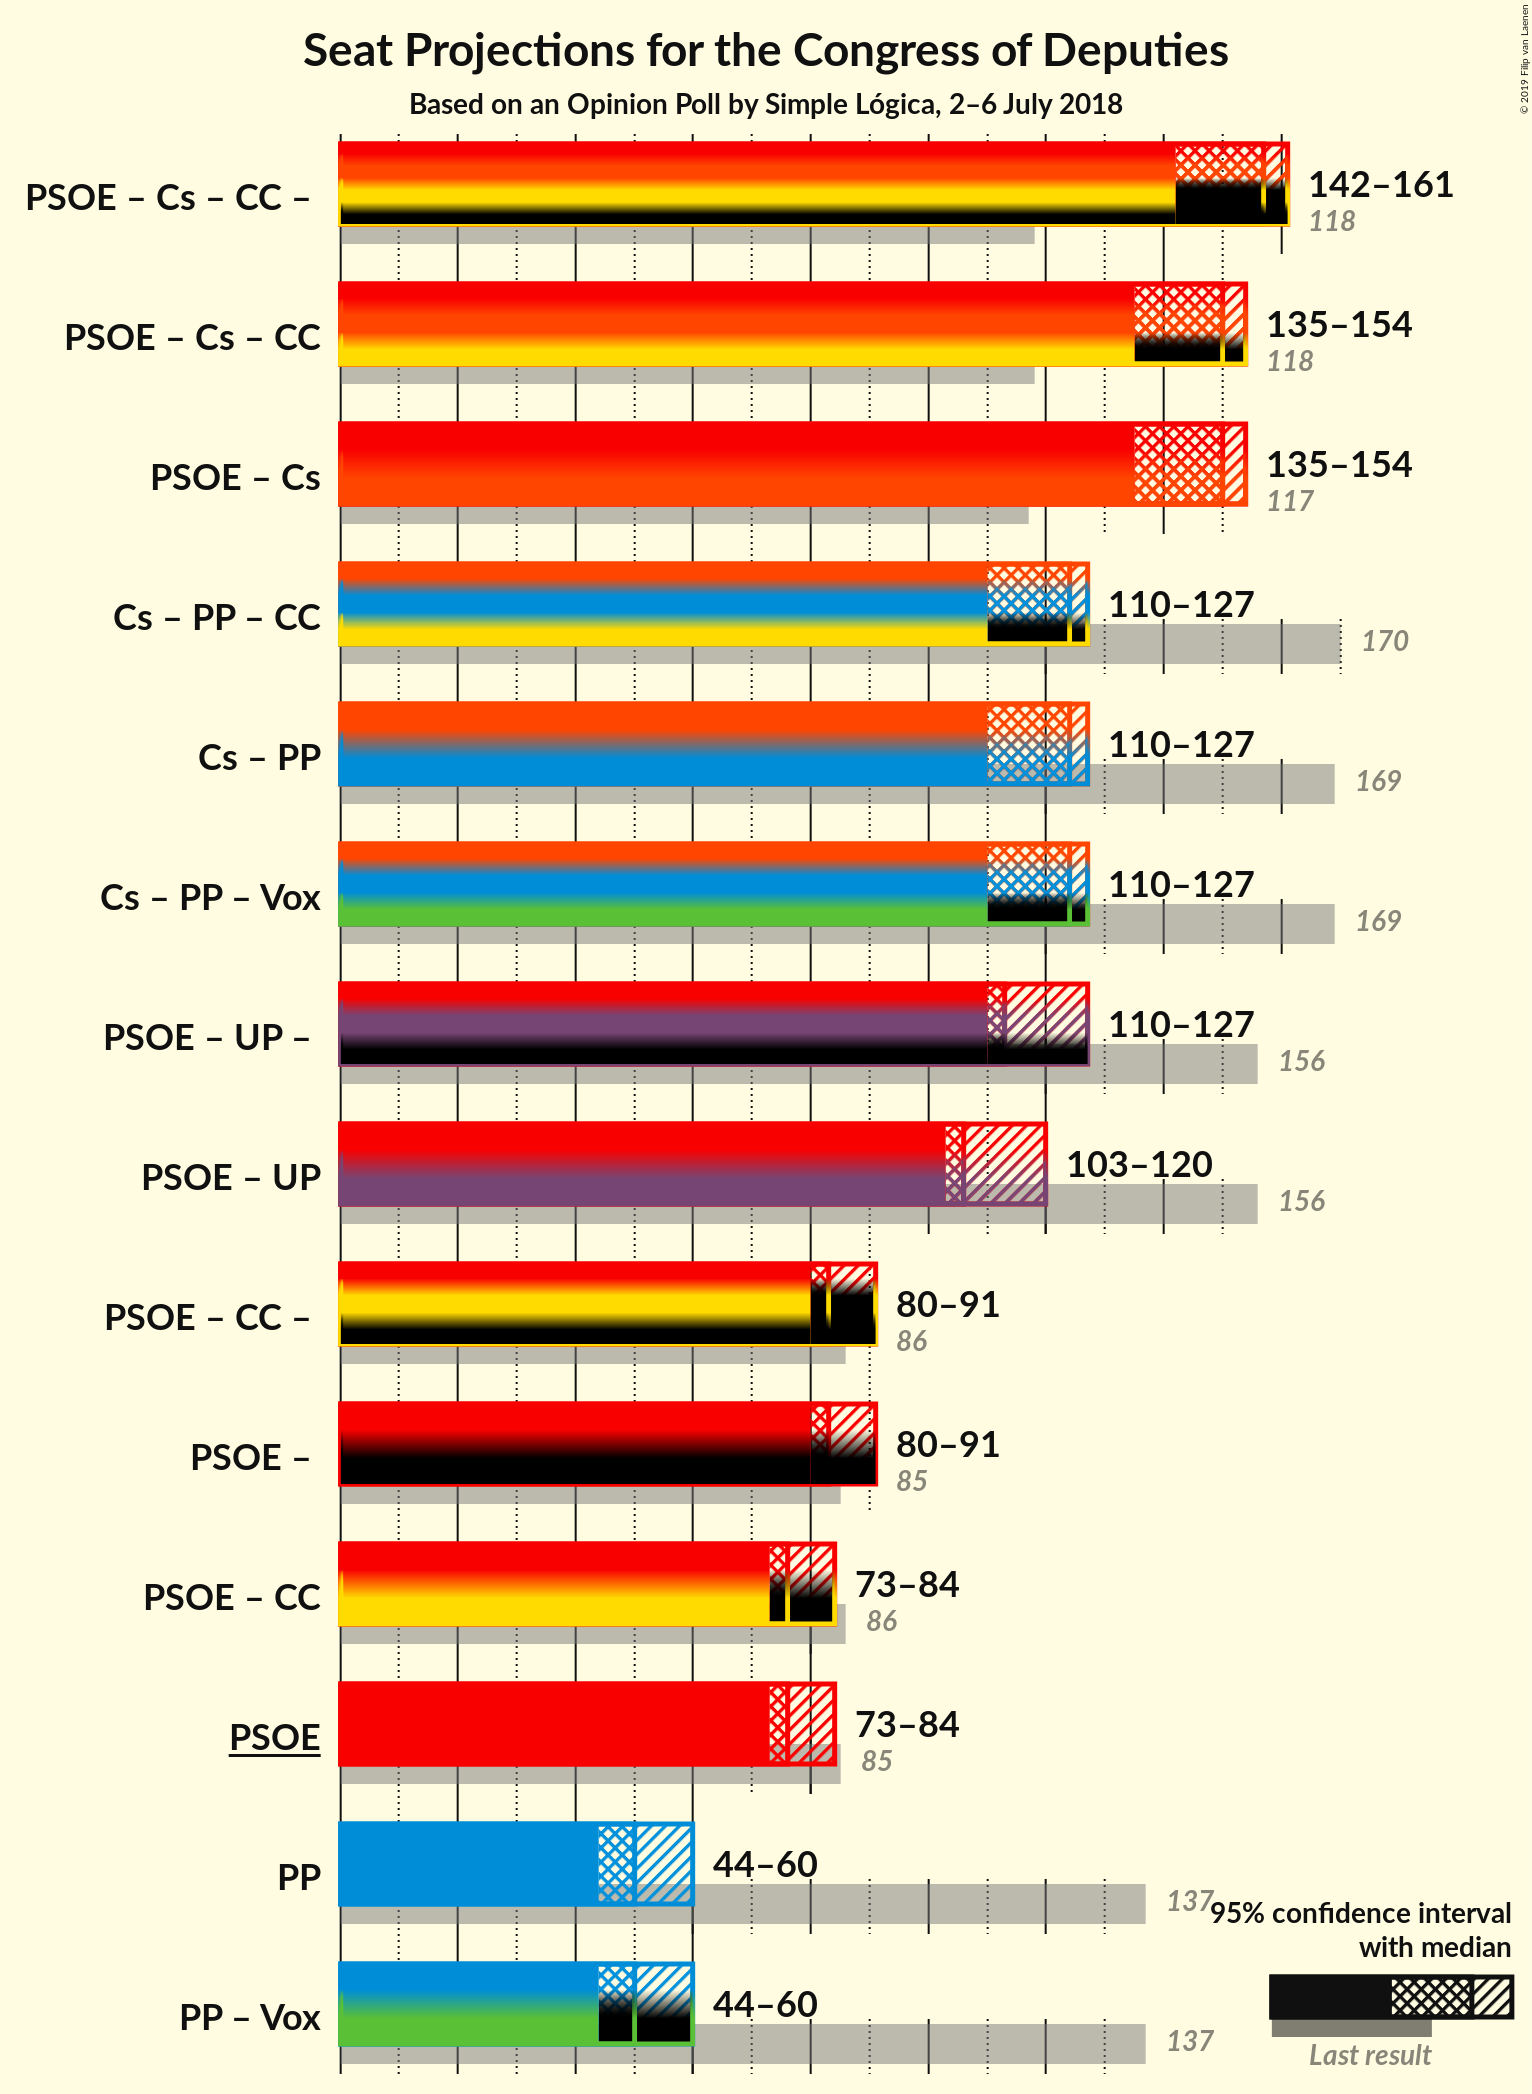 Seat Projections for the Congress of Deputies
Based on an Opinion Poll by Simple Lógica, 2–6 July 2018
© 2019 Filip van Laenen
PSOE – Cs – CC –
142–161
118
PSOE – Cs – CC
135–154
118
PSOE – Cs
135–154
117
Cs – PP – CC
110–127
170
Cs – PP
110–127
169
Cs – PP – Vox
110–127
169
PSOE – UP –
110–127
156
PSOE – UP
103–120
156
PSOE – CC –
80–91
86
PSOE –
80–91
85
PSOE – CC
73–84
86
PSOE
73–84
85
PP
44–60
137
PP – Vox
44–60
137
95% confidence interval
with median
Last result